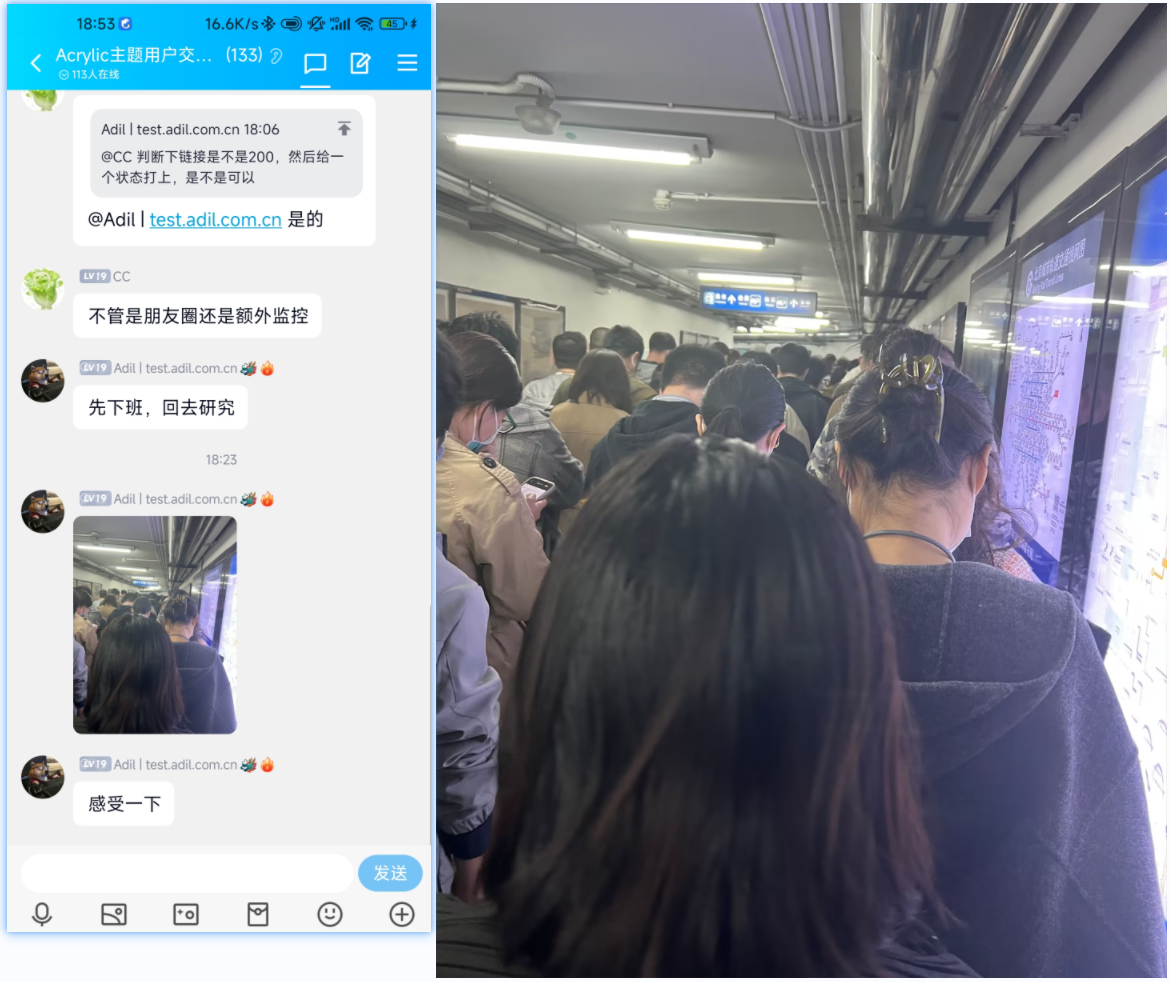 18:53
16.6K/s
45
Acrylic主题用户交... (133)
113人在线
Adil | test.adil.com.cn 18:06
@CC 判断下链接是不是200，然后给一
个状态打上，是不是可以
@Adil | test.adil.com.cn 是的
LV19 CC
不管是朋友圈还是额外监控
LV19 Adil | test.adil.com.cn
先下班，回去研究
18:23
LV19 Adil | test.adil.com.cn
LV19 Adil | test.adil.com.cn
感受一下
发送